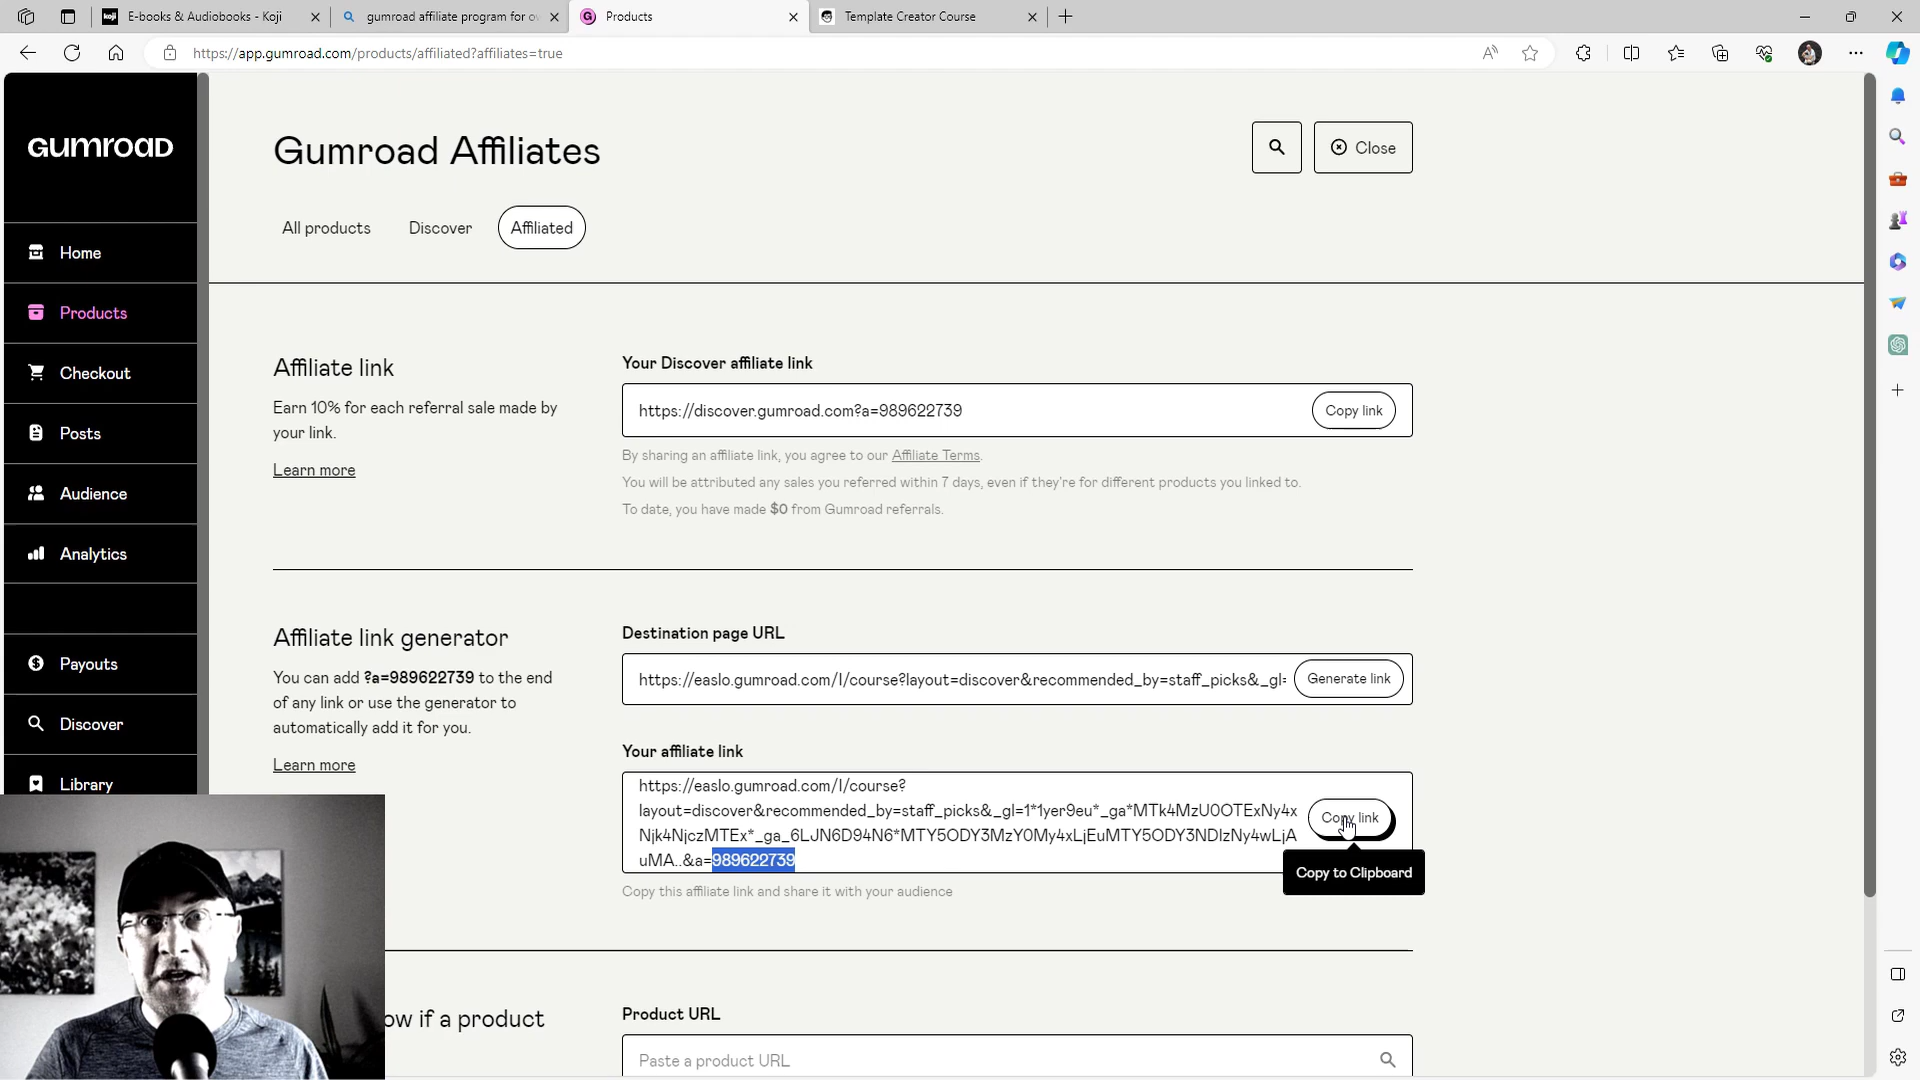 E-books & Audiobooks - Koji
gumroad affiliate program for ov
Products
Template Creator Course
https://app.gumroad.com/products/affiliated?affiliates=true
GUMROAD
Home
Products
Checkout
Posts
Audience
Analytics
Payouts
Discover
Library
Gumroad Affiliates
Close
All products
Discover
Affiliated
Affiliate link
Earn 10% for each referral sale made by
your link.
Learn more
Your Discover affiliate link
https://discover.gumroad.com?a=989622739
Copy link
By sharing an affiliate link, you agree to our Affiliate Terms.
You will be attributed any sales you referred within 7 days, even if they're for different products you linked to.
To date, you have made $0 from Gumroad referrals.
Affiliate link generator
You can add ?a=989622739 to the end
of any link or use the generator to
automatically add it for you.
Learn more
Destination page URL
https://easlo.gumroad.com/l/course?layout=discover&recommended_by=staff_picks&_gl=
Generate link
Your affiliate link
https://easlo.gumroad.com/l/course?
layout=discover&recommended_by=staff_picks&_gl=1*1yer9eu*_ga*MTk4MzU0OTExNy4x
Njk4NjczMTEx*_ga_6LJN6D94N6*MTY5ODY3MzY0My4xLjEuMTY5ODY3NDIzNy4wLjA
uMA..&a=989622739
Copy link
Copy to Clipboard
Copy this affiliate link and share it with your audience
ow if a product
Product URL
Paste a product URL